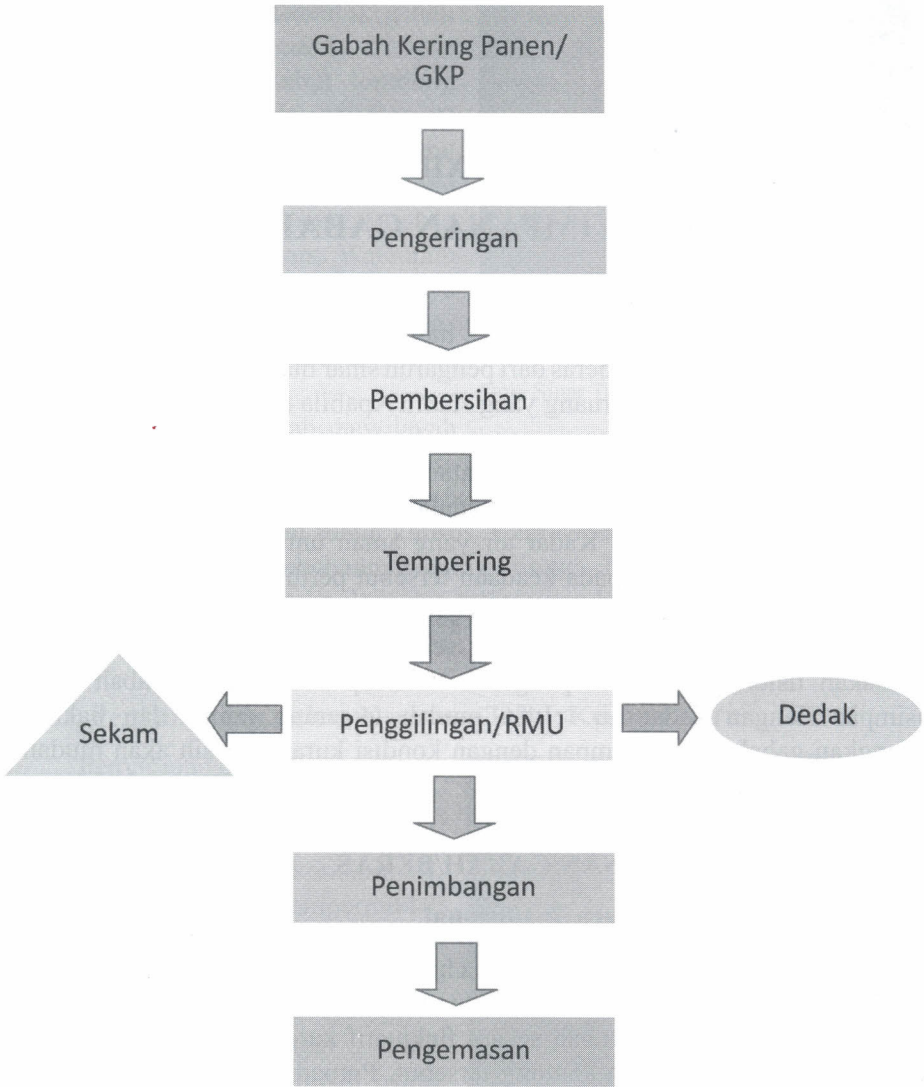 Gabah Kering Panen/
GKP
Pengeringan
Pembersihan
Tempering
Sekam
Penggilingan/RMU
Dedak
Penimbangan
Pengemasan